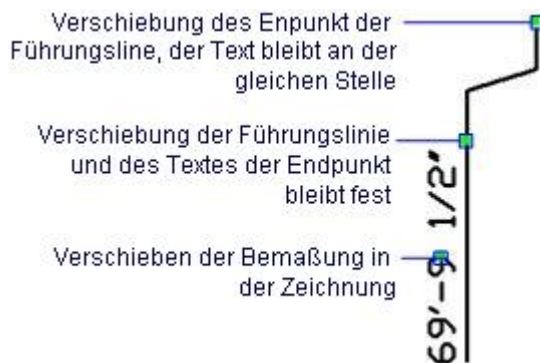 Verschiebung des Enpunkt der
Führungsline, der Text bleibt an der
gleichen Stelle
Verschiebung der Führungslinie
und des Textes der Endpunkt
bleibt fest
Verschieben der Bemaßung in
der Zeichnung
69'-9 1/2"